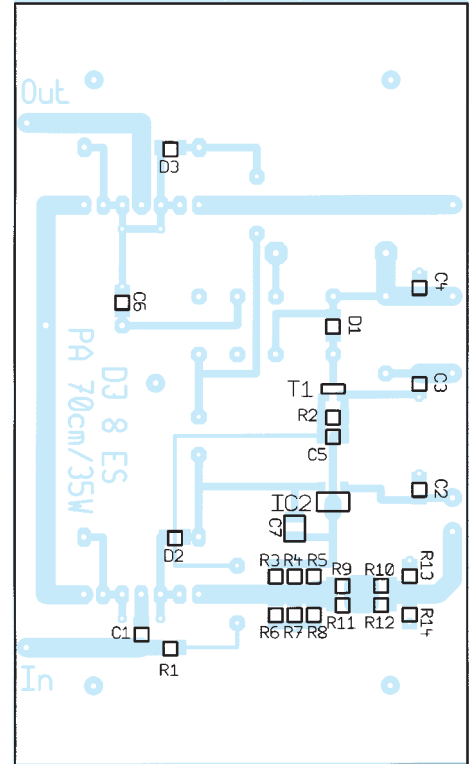 Out
D3
C4
C6
D1
C3
T1
R2
C5
D3 8 ES
PA 70cm/35W
C2
IC2
C7
D2
R3 R4 R5 R9 R10 R13
R6 R7 R8 R11 R12 R14
C1
R1
In